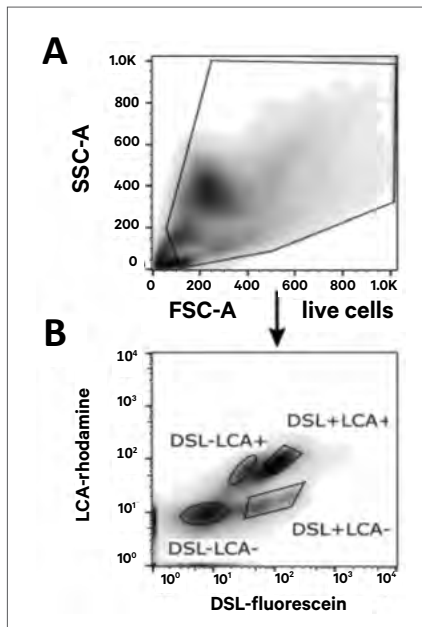 A
1.0K
800
600
400
200
0
SSC-A
0 200 400 600 800 1.0K
FSC-A live cells
B
10⁴
10³
10²
10¹
10⁰
LCA-rhodamine
DSL+LCA+
DSL-LCA+
DSL+LCA-
DSL-LCA-
10⁰ 10¹ 10² 10³ 10⁴
DSL-fluorescein